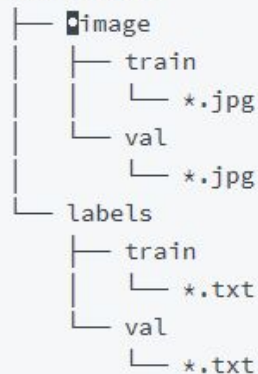 ├── image
│   ├── train
│   │   └── *.jpg
│   └── val
│       └── *.jpg
└── labels
    ├── train
    │   └── *.txt
    └── val
        └── *.txt